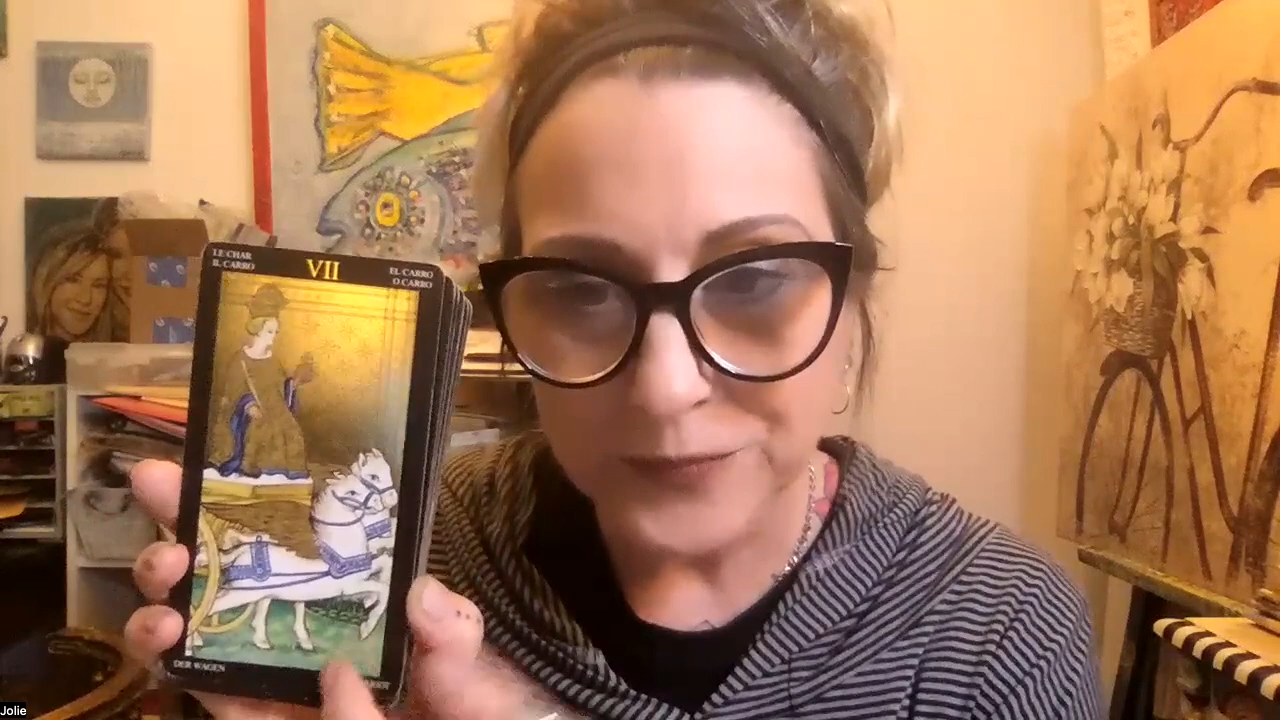 LE CHAR
IL CARRO
VII
EL CARRO
O CARRO
DER WAGEN
Jolie